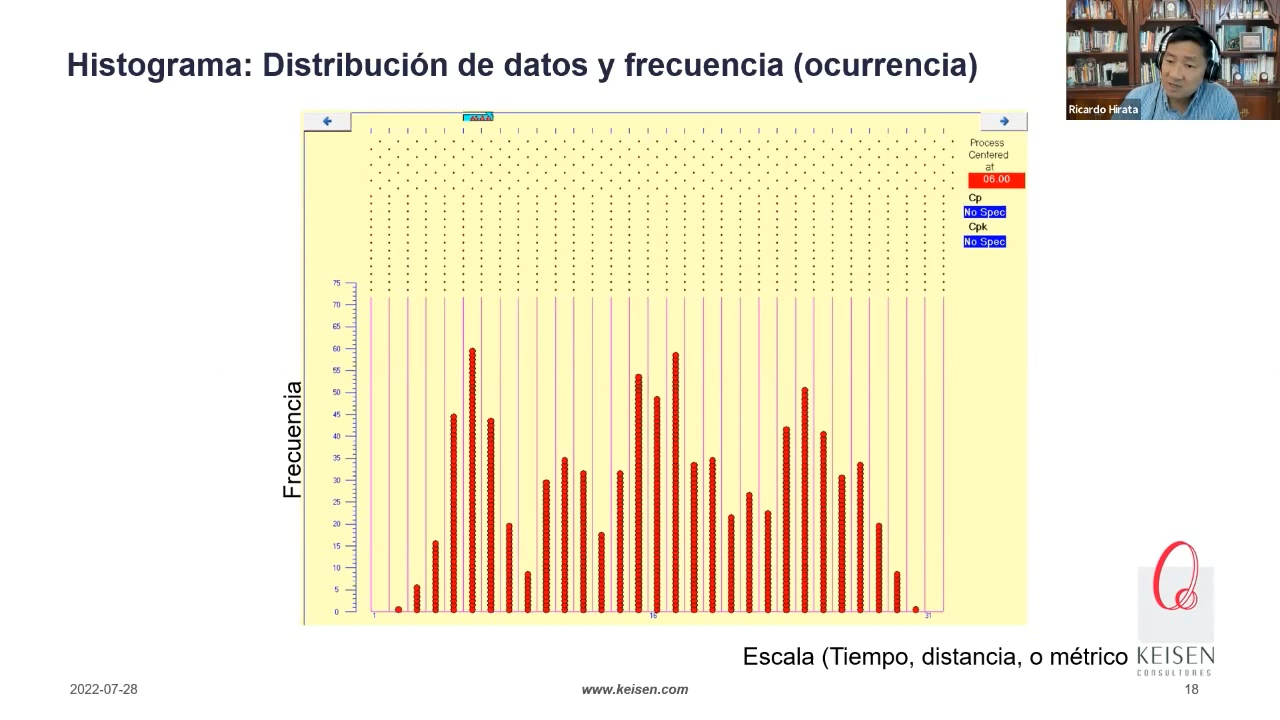 Histograma: Distribución de datos y frecuencia (ocurrencia)
Ricardo Hirata
Process
Centered
at
06.00
Cp
No Spec
Cpk
No Spec
75
70
65
60
55
50
45
40
35
30
25
20
15
10
5
0
Frecuencia
1
16
31
Escala (Tiempo, distancia, o métrico
KEISEN
CONSULTORES
2022-07-28
www.keisen.com
18